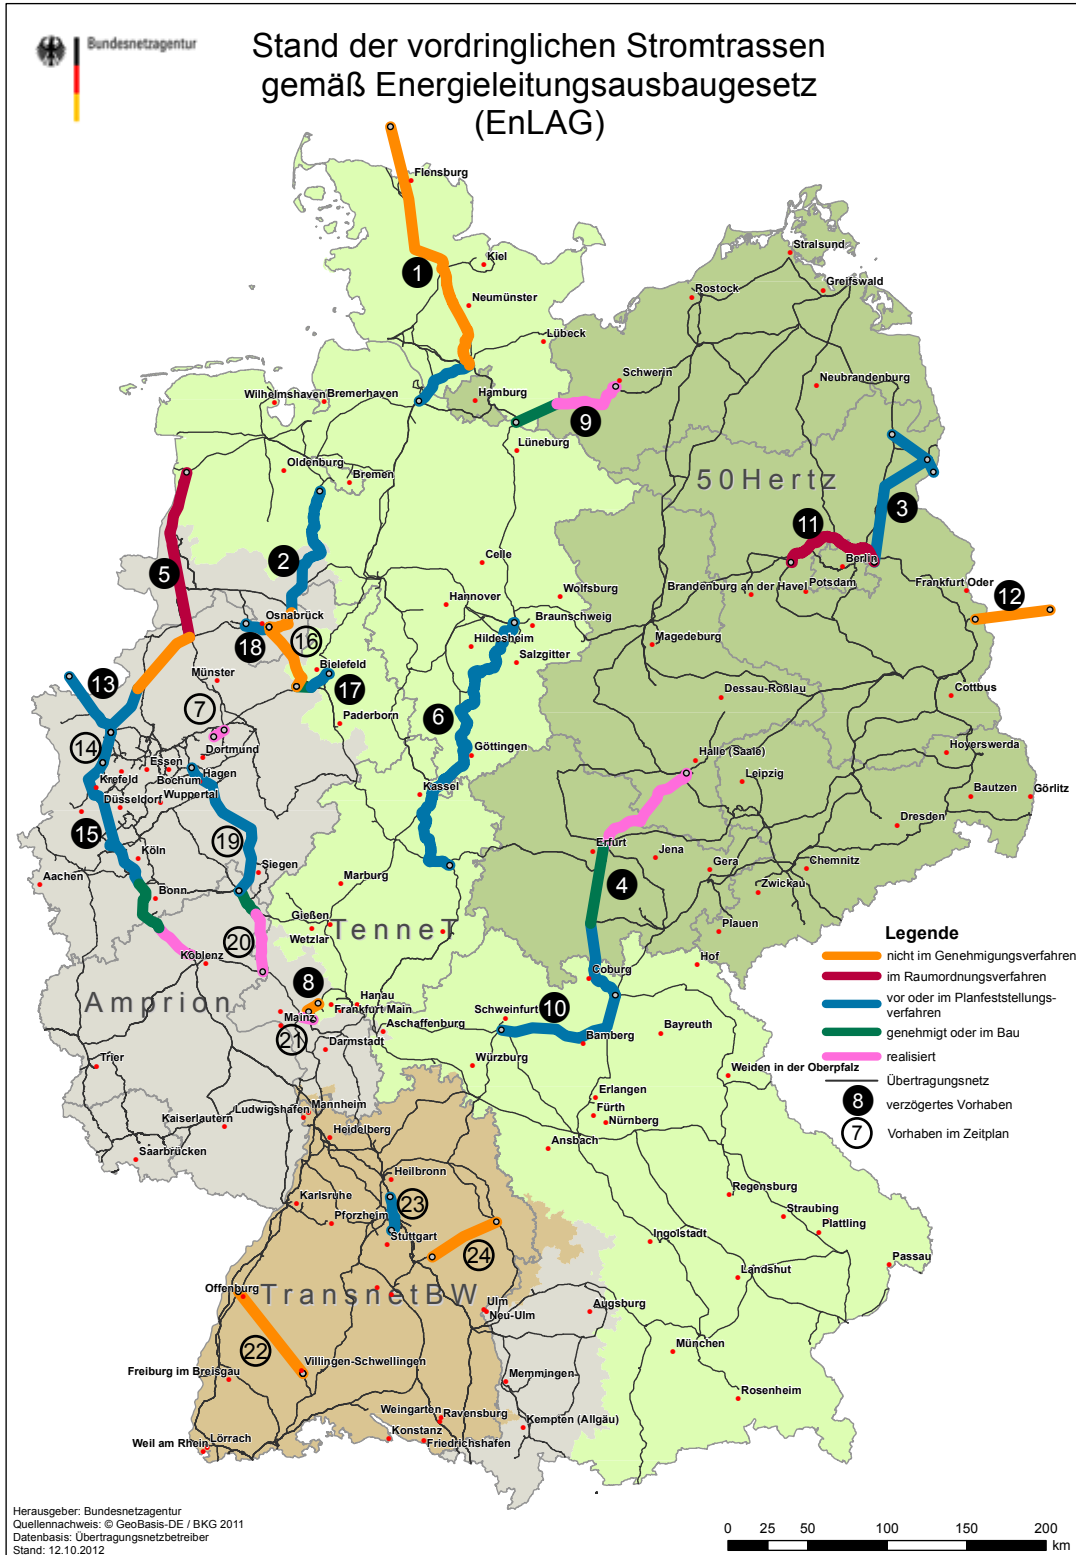 Bundesnetzagentur
Stand der vordringlichen Stromtrassen
gemäß Energieleitungsausbaugesetz
(EnLAG)
Flensburg
Kiel
1
Neumünster
Lübeck
Stralsund
Greifswald
Rostock
Schwerin
Neubrandenburg
Hamburg
Wilhelmshaven
Bremerhaven
9
Lüneburg
Oldenburg
Bremen
50Hertz
3
11
Berlin
2
5
Celle
Wolfsburg
Brandenburg an der Havel
Potsdam
Frankfurt Oder
12
Hannover
Braunschweig
Osnabrück
18
16
Hildesheim
Salzgitter
Magedeburg
Bielefeld
17
13
Münster
7
Paderborn
6
Dessau-Roßlau
Cottbus
14
Dortmund
Göttingen
Halle (Saale)
Hoyerswerda
Essen
Hagen
Krefeld
Bochum
Kassel
Leipzig
Bautzen
Görlitz
Düsseldorf
Wuppertal
15
19
Dresden
Erfurt
Jena
Köln
Siegen
Gera
Chemnitz
Aachen
Marburg
4
Zwickau
Bonn
Gießen
TenneT
Wetzlar
Plauen
20
Koblenz
Hof
Coburg
8
Hanau
Amprion
Mainz
Frankfurt Main
10
Schweinfurt
21
Aschaffenburg
Bamberg
Bayreuth
Darmstadt
Trier
Würzburg
Weiden in der Oberpfalz
Erlangen
Ludwigshafen
Mannheim
Fürth
Kaiserlautern
Nürnberg
Heidelberg
Ansbach
Saarbrücken
Heilbronn
Regensburg
Karlsruhe
23
Pforzheim
Straubing
Plattling
Stuttgart
24
Ingolstadt
Passau
Landshut
Offenburg
TransnetBW
Ulm
Neu-Ulm
Augsburg
22
München
Villingen-Schwellingen
Freiburg im Breisgau
Memmingen
Rosenheim
Weingarten
Ravensburg
Kempten (Allgäu)
Konstanz
Lörrach
Friedrichshafen
Weil am Rhein
Legende
nicht im Genehmigungsverfahren
im Raumordnungsverfahren
vor oder im Planfeststellungs-
verfahren
genehmigt oder im Bau
realisiert
Übertragungsnetz
8 verzögertes Vorhaben
7 Vorhaben im Zeitplan
Herausgeber: Bundesnetzagentur
Quellennachweis: © GeoBasis-DE / BKG 2011
Datenbasis: Übertragungsnetzbetreiber
Stand: 12.10.2012
0 25 50 100 150 200
km